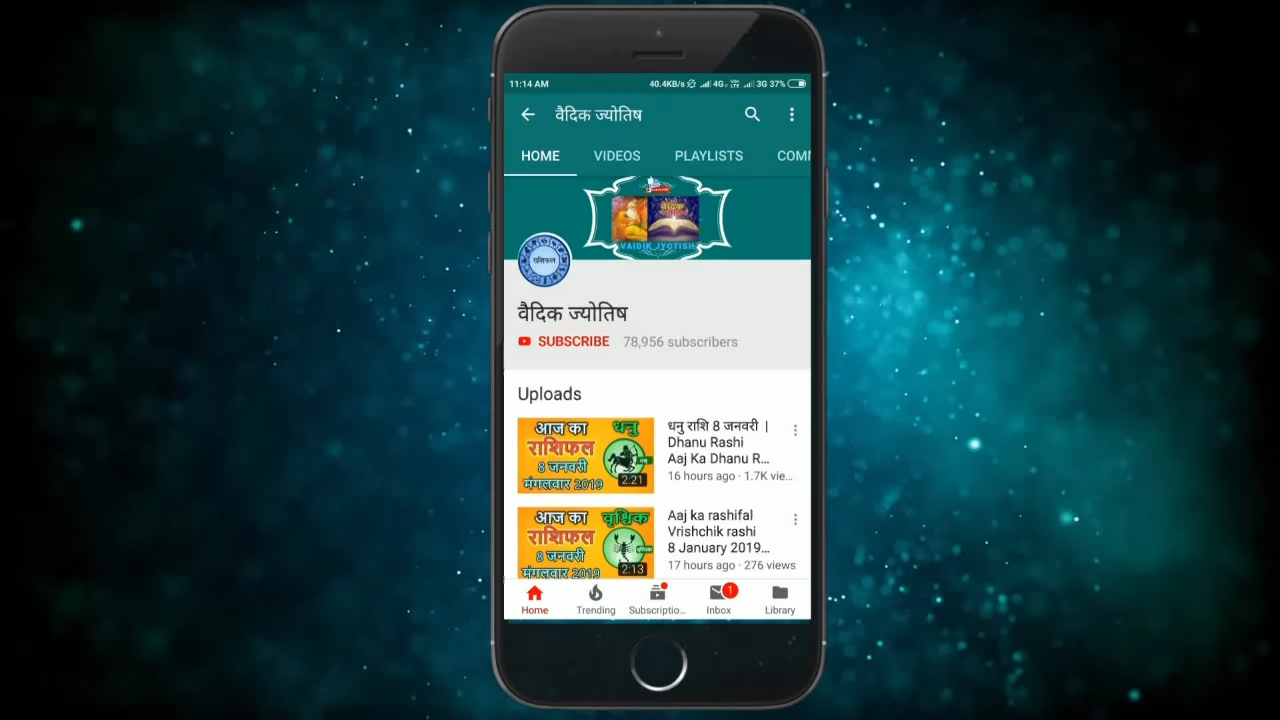 11:14 AM
40.4KB/s 4G VoLTE 3G 37%
वैदिक ज्योतिष
HOME VIDEOS PLAYLISTS COMM
वैदिक
VAIDIK JYOTISH
राशिफल
वैदिक ज्योतिष
SUBSCRIBE 78,956 subscribers
Uploads
आज का धनु
राशिफल
8 जनवरी
मंगलवार 2019
2:21
धनु राशि 8 जनवरी |
Dhanu Rashi
Aaj Ka Dhanu R...
16 hours ago · 1.7K vie...
आज का वृश्चिक
राशिफल
8 जनवरी
मंगलवार 2019
2:13
Aaj ka rashifal
Vrishchik rashi
8 January 2019...
17 hours ago · 276 views
1
Home Trending Subscriptio... Inbox Library